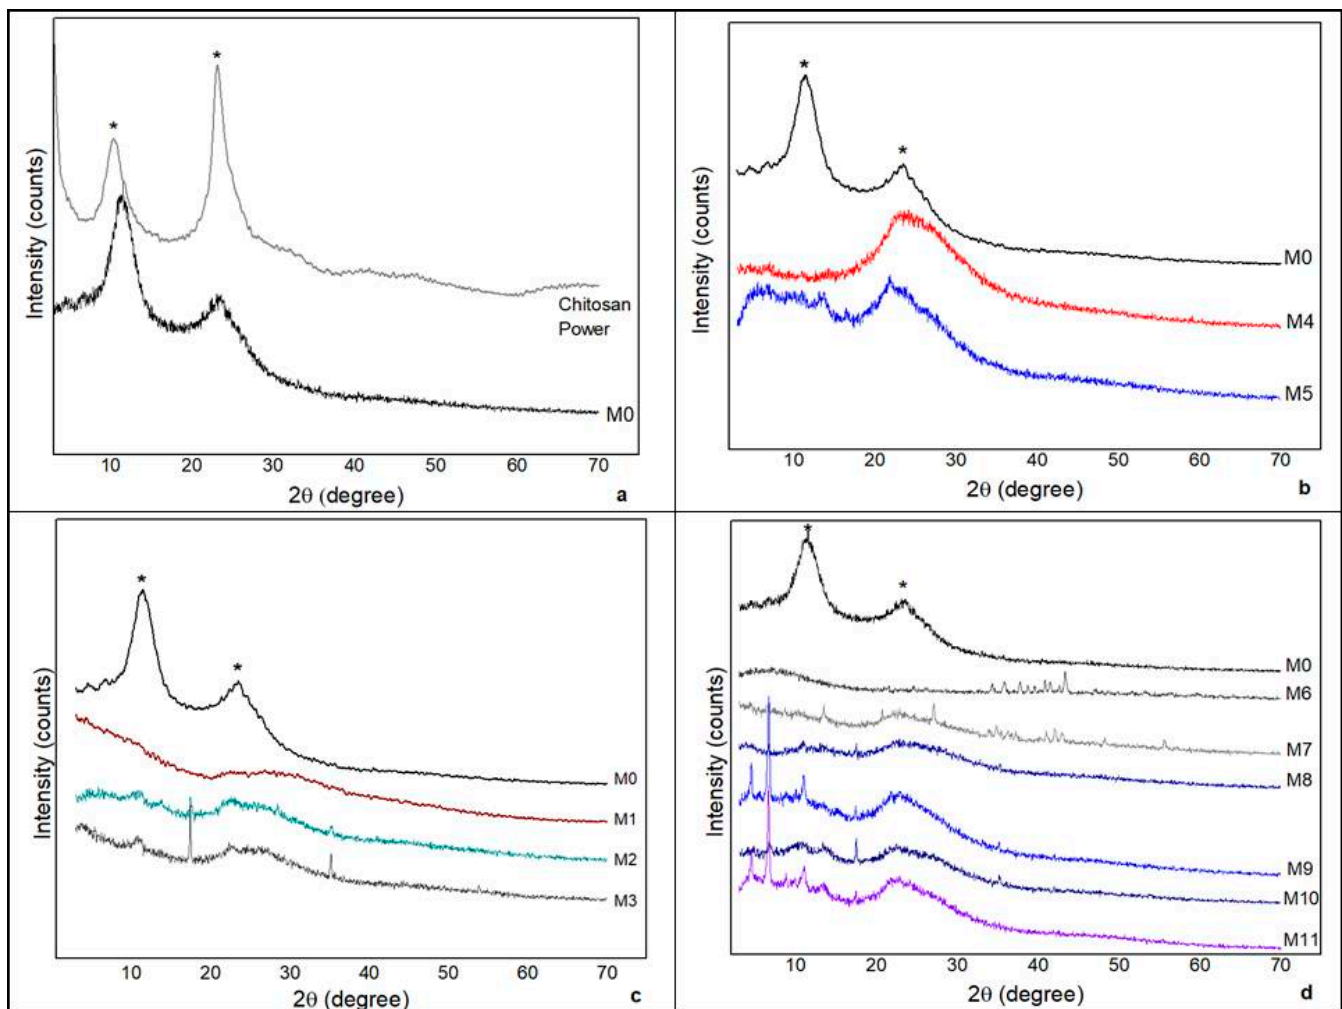 *
*
Intensity (counts)
Chitosan
Power
M0
10 20 30 40 50 60 70
2θ (degree)
a
*
*
Intensity (counts)
M0
M4
M5
10 20 30 40 50 60 70
2θ (degree)
b
*
*
Intensity (counts)
M0
M1
M2
M3
10 20 30 40 50 60 70
2θ (degree)
c
*
*
Intensity (counts)
M0
M6
M7
M8
M9
M10
M11
10 20 30 40 50 60 70
2θ (degree)
d